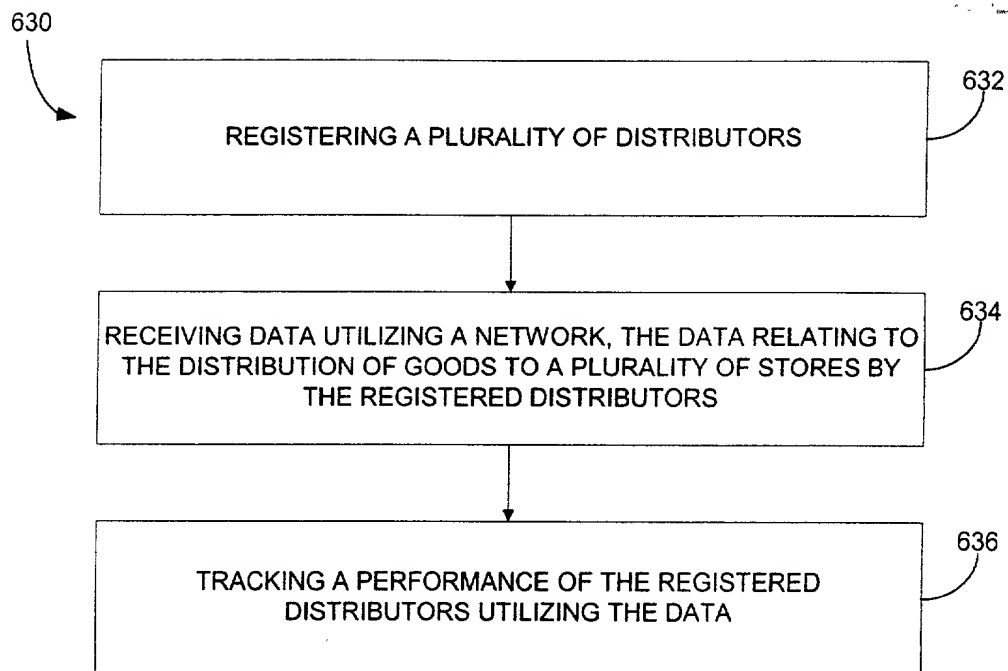 630
632
REGISTERING A PLURALITY OF DISTRIBUTORS
634
RECEIVING DATA UTILIZING A NETWORK, THE DATA RELATING TO
THE DISTRIBUTION OF GOODS TO A PLURALITY OF STORES BY
THE REGISTERED DISTRIBUTORS
636
TRACKING A PERFORMANCE OF THE REGISTERED
DISTRIBUTORS UTILIZING THE DATA